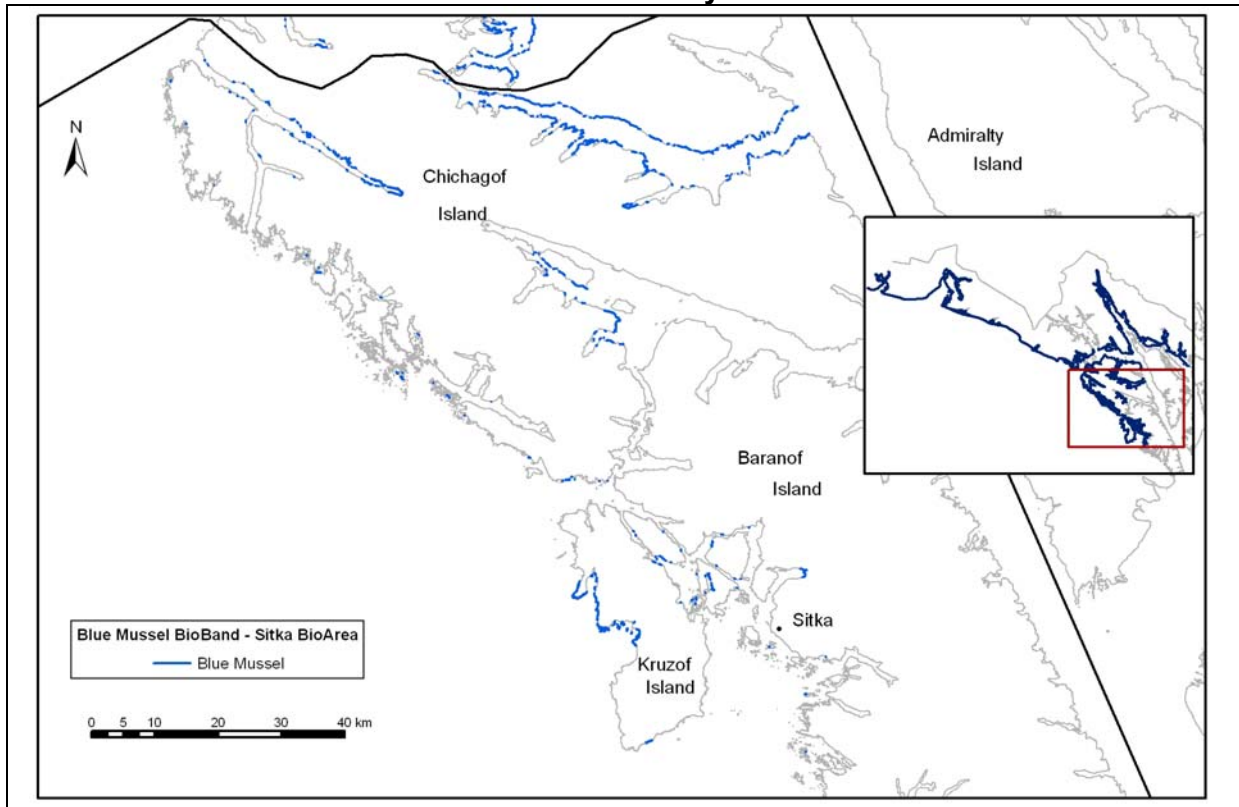 N
Admiralty
Island
Chichagof
Island
Baranof
Island
Sitka
Kruzof
Island
Blue Mussel BioBand - Sitka BioArea
Blue Mussel
0 5 10 20 30 40 km